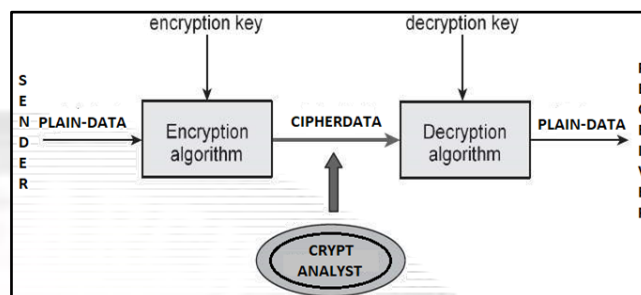 encryption key
decryption key
S
E
N
D
E
R
PLAIN-DATA
Encryption
algorithm
CIPHERDATA
Decryption
algorithm
PLAIN-DATA
CRYPT
ANALYST